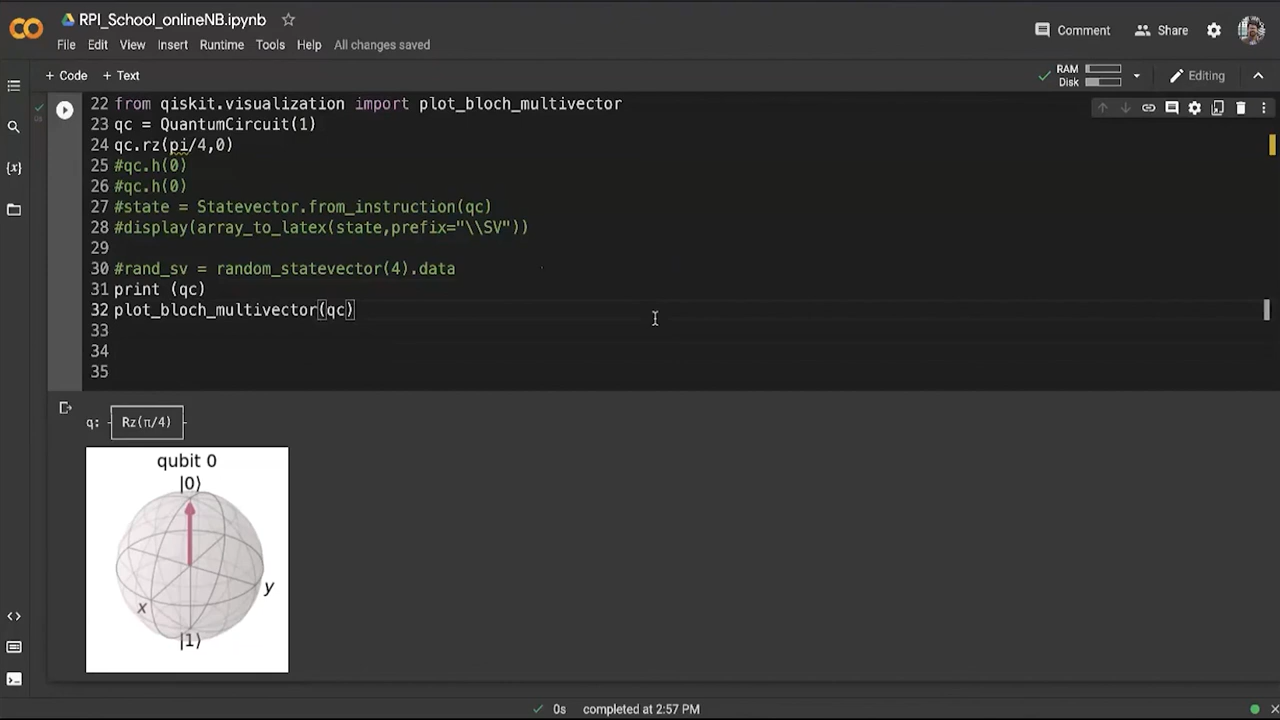 RPI_School_onlineNB.ipynb
File Edit View Insert Runtime Tools Help All changes saved
Comment Share
+ Code + Text
RAM
Disk
Editing
22 from qiskit.visualization import plot_bloch_multivector
23 qc = QuantumCircuit(1)
24 qc.rz(pi/4,0)
25 #qc.h(0)
26 #qc.h(0)
27 #state = Statevector.from_instruction(qc)
28 #display(array_to_latex(state,prefix="\\SV"))
29
30 #rand_sv = random_statevector(4).data
31 print (qc)
32 plot_bloch_multivector(qc)
33
34
35
q: Rz(π/4)
qubit 0
|0⟩
y
x
|1⟩
0s completed at 2:57 PM